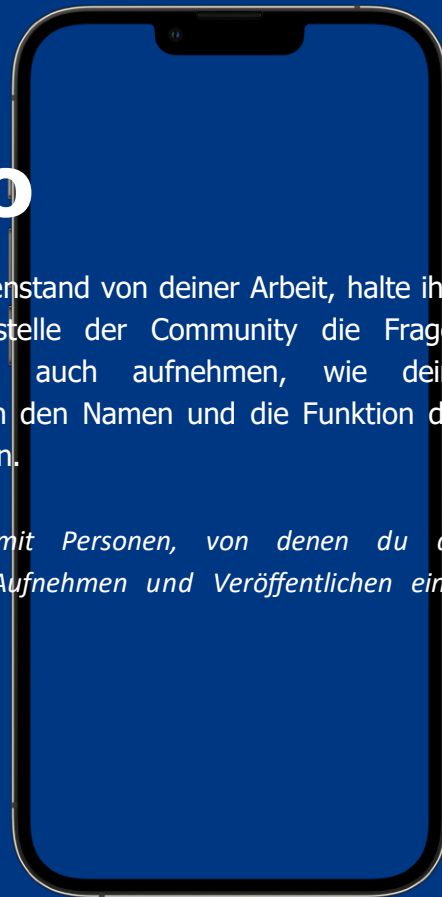 o
enstand von deiner Arbeit, halte ih
stelle der Community die Frage
auch aufnehmen, wie dei
n den Namen und die Funktion d
n.
mit Personen, von denen du d
Aufnehmen und Veröffentlichen ein